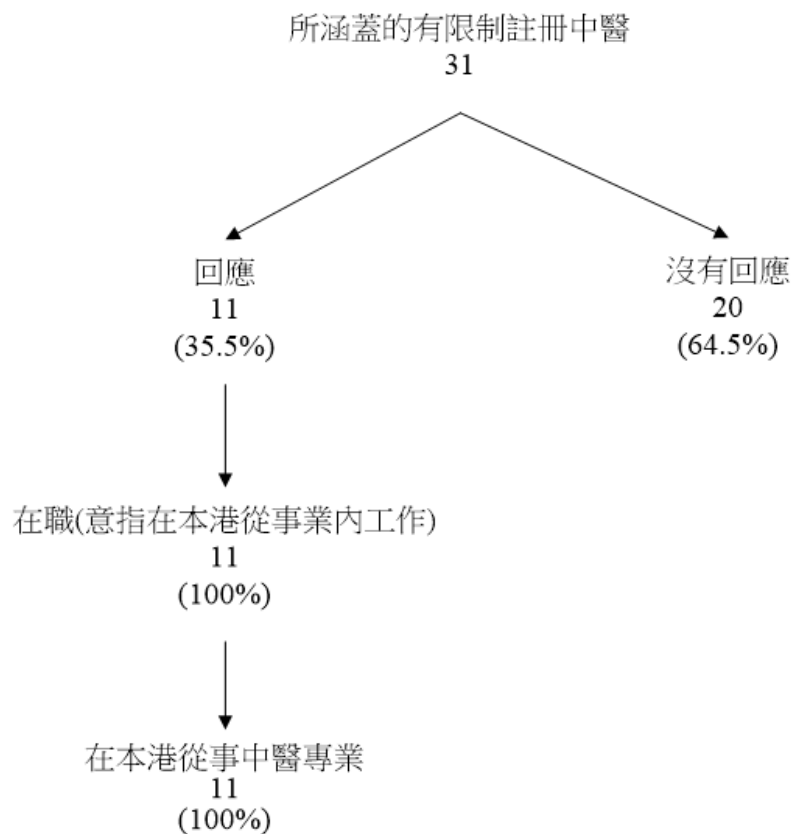 所涵蓋的有限制註冊中醫
31
回應
11
(35.5%)
沒有回應
20
(64.5%)
在職(意指在本港從事業內工作)
11
(100%)
在本港從事中醫專業
11
(100%)